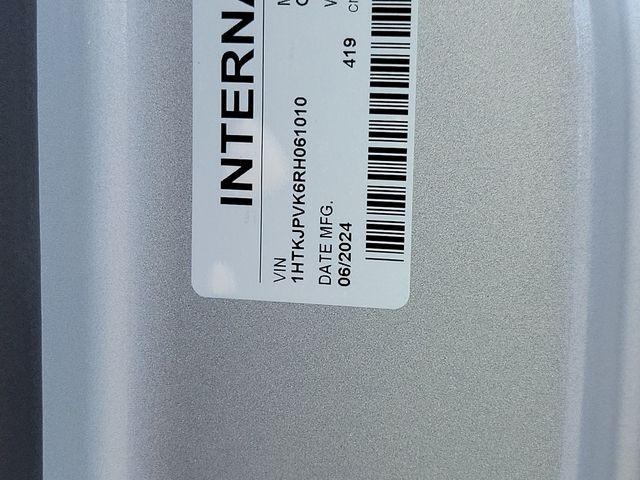 INTERNA
VIN
1HTKJPVK6RH061010
DATE MFG.
06/2024
419